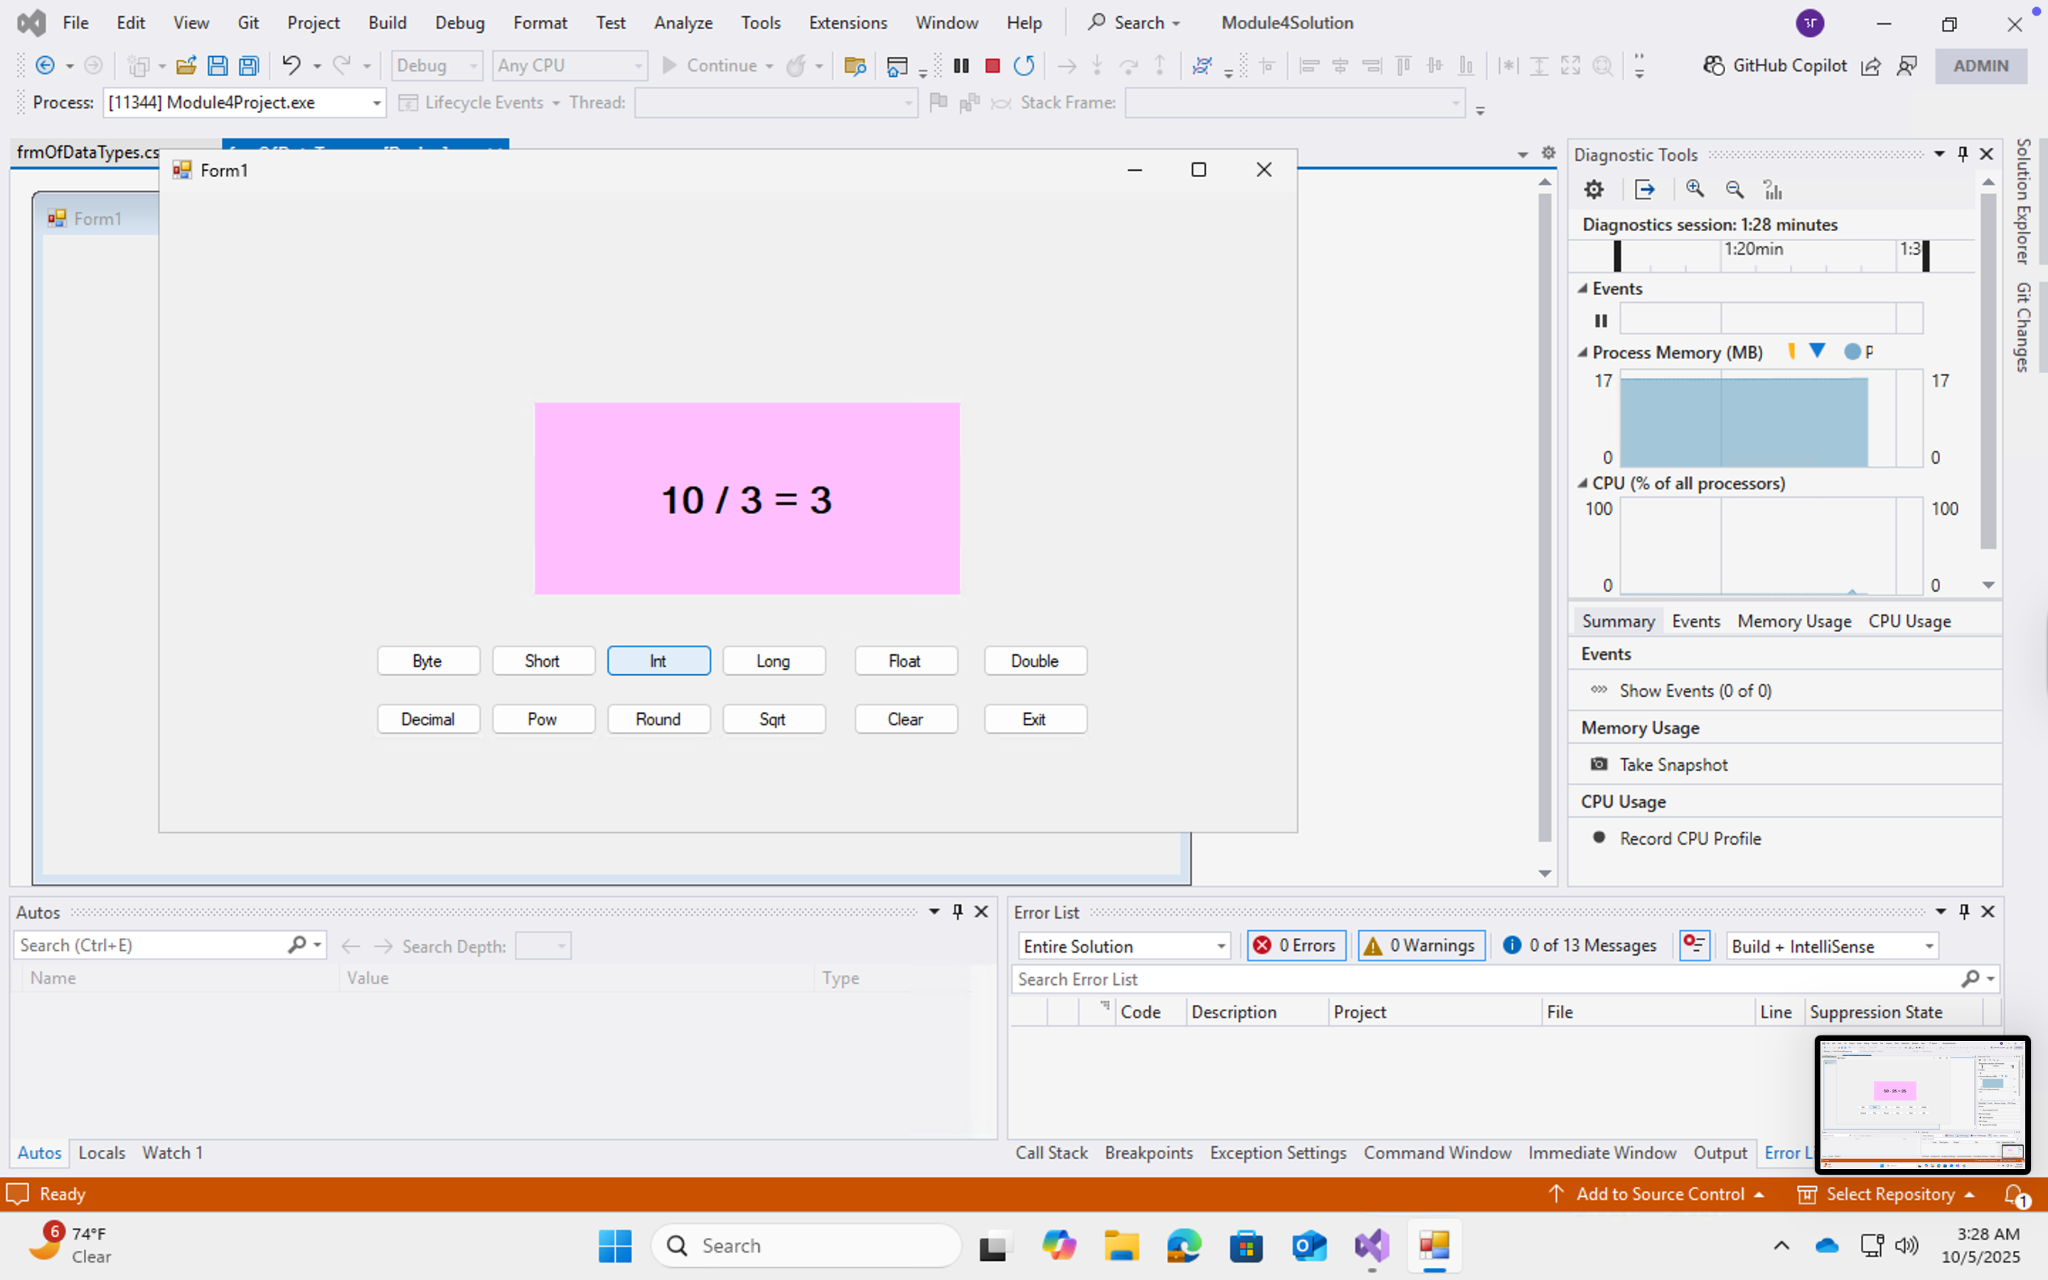 File Edit View Git Project Build Debug Format Test Analyze Tools Extensions Window Help Search Module4Solution
Debug Any CPU Continue GitHub Copilot ADMIN
Process: [11344] Module4Project.exe Lifecycle Events Thread: Stack Frame:
frmOfDataTypes.cs
Form1
Form1
10 / 3 = 3
Byte Short Int Long Float Double
Decimal Pow Round Sqrt Clear Exit
Diagnostic Tools
Diagnostics session: 1:28 minutes
1:20min 1:3
Events
Process Memory (MB) P
17 17
0 0
CPU (% of all processors)
100 100
0 0
Summary Events Memory Usage CPU Usage
Events
Show Events (0 of 0)
Memory Usage
Take Snapshot
CPU Usage
Record CPU Profile
Solution Explorer
Git Changes
Autos
Search (Ctrl+E) Search Depth:
Name Value Type
Autos Locals Watch 1
Error List
Entire Solution 0 Errors 0 Warnings 0 of 13 Messages Build + IntelliSense
Search Error List
Code Description Project File Line Suppression State
Call Stack Breakpoints Exception Settings Command Window Immediate Window Output Error Li
Ready Add to Source Control Select Repository 1
6 74°F
Clear
Search
3:28 AM
10/5/2025